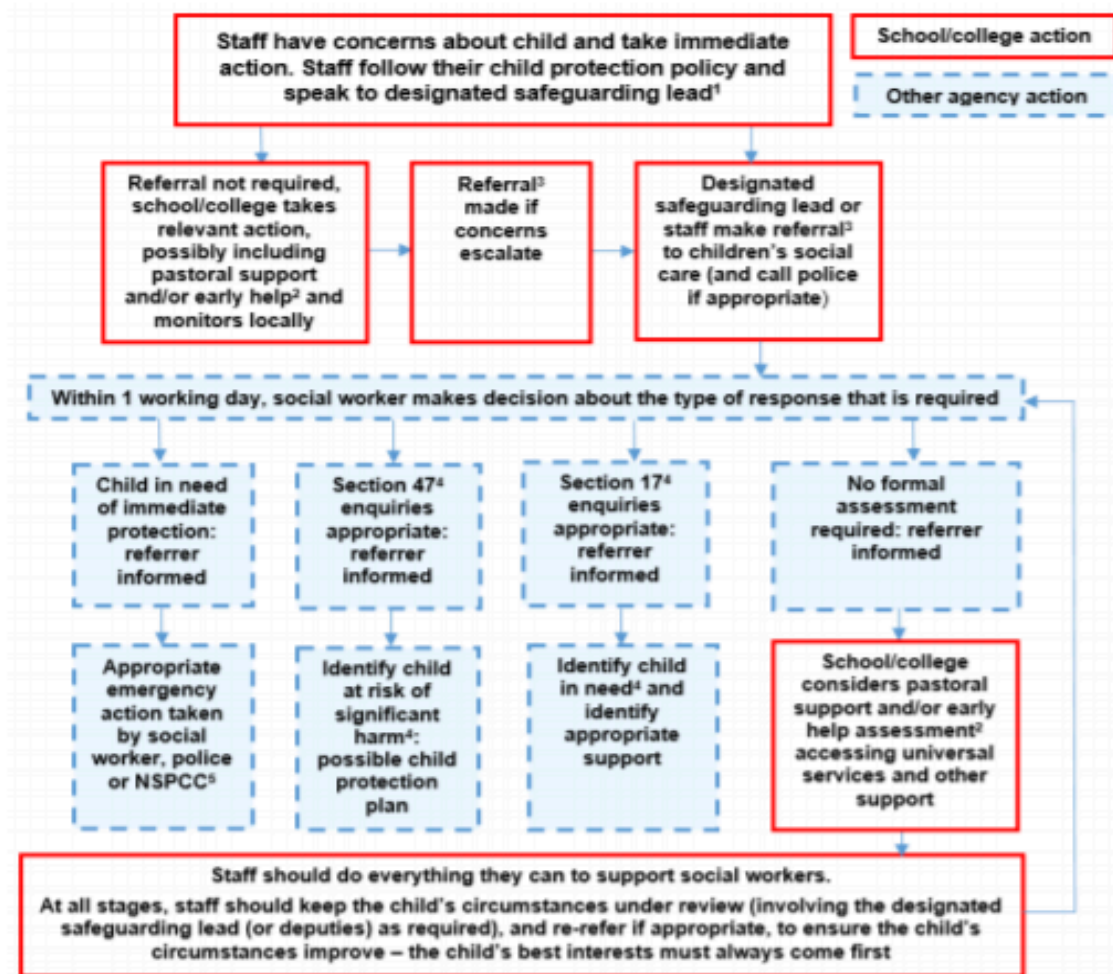 Staff have concerns about child and take immediate
action. Staff follow their child protection policy and
speak to designated safeguarding lead¹
School/college action
Other agency action
Referral not required,
school/college takes
relevant action,
possibly including
pastoral support
and/or early help² and
monitors locally
Referral³
made if
concerns
escalate
Designated
safeguarding lead or
staff make referral³
to children's social
care (and call police
if appropriate)
Within 1 working day, social worker makes decision about the type of response that is required
Child in need
of immediate
protection:
referrer
informed
Section 47⁴
enquiries
appropriate:
referrer
informed
Section 17⁴
enquiries
appropriate:
referrer
informed
No formal
assessment
required: referrer
informed
Appropriate
emergency
action taken
by social
worker, police
or NSPCC⁵
Identify child
at risk of
significant
harm⁴:
possible child
protection
plan
Identify child
in need⁴ and
identify
appropriate
support
School/college
considers pastoral
support and/or early
help assessment²
accessing universal
services and other
support
Staff should do everything they can to support social workers.
At all stages, staff should keep the child's circumstances under review (involving the designated
safeguarding lead (or deputies) as required), and re-refer if appropriate, to ensure the child's
circumstances improve – the child's best interests must always come first